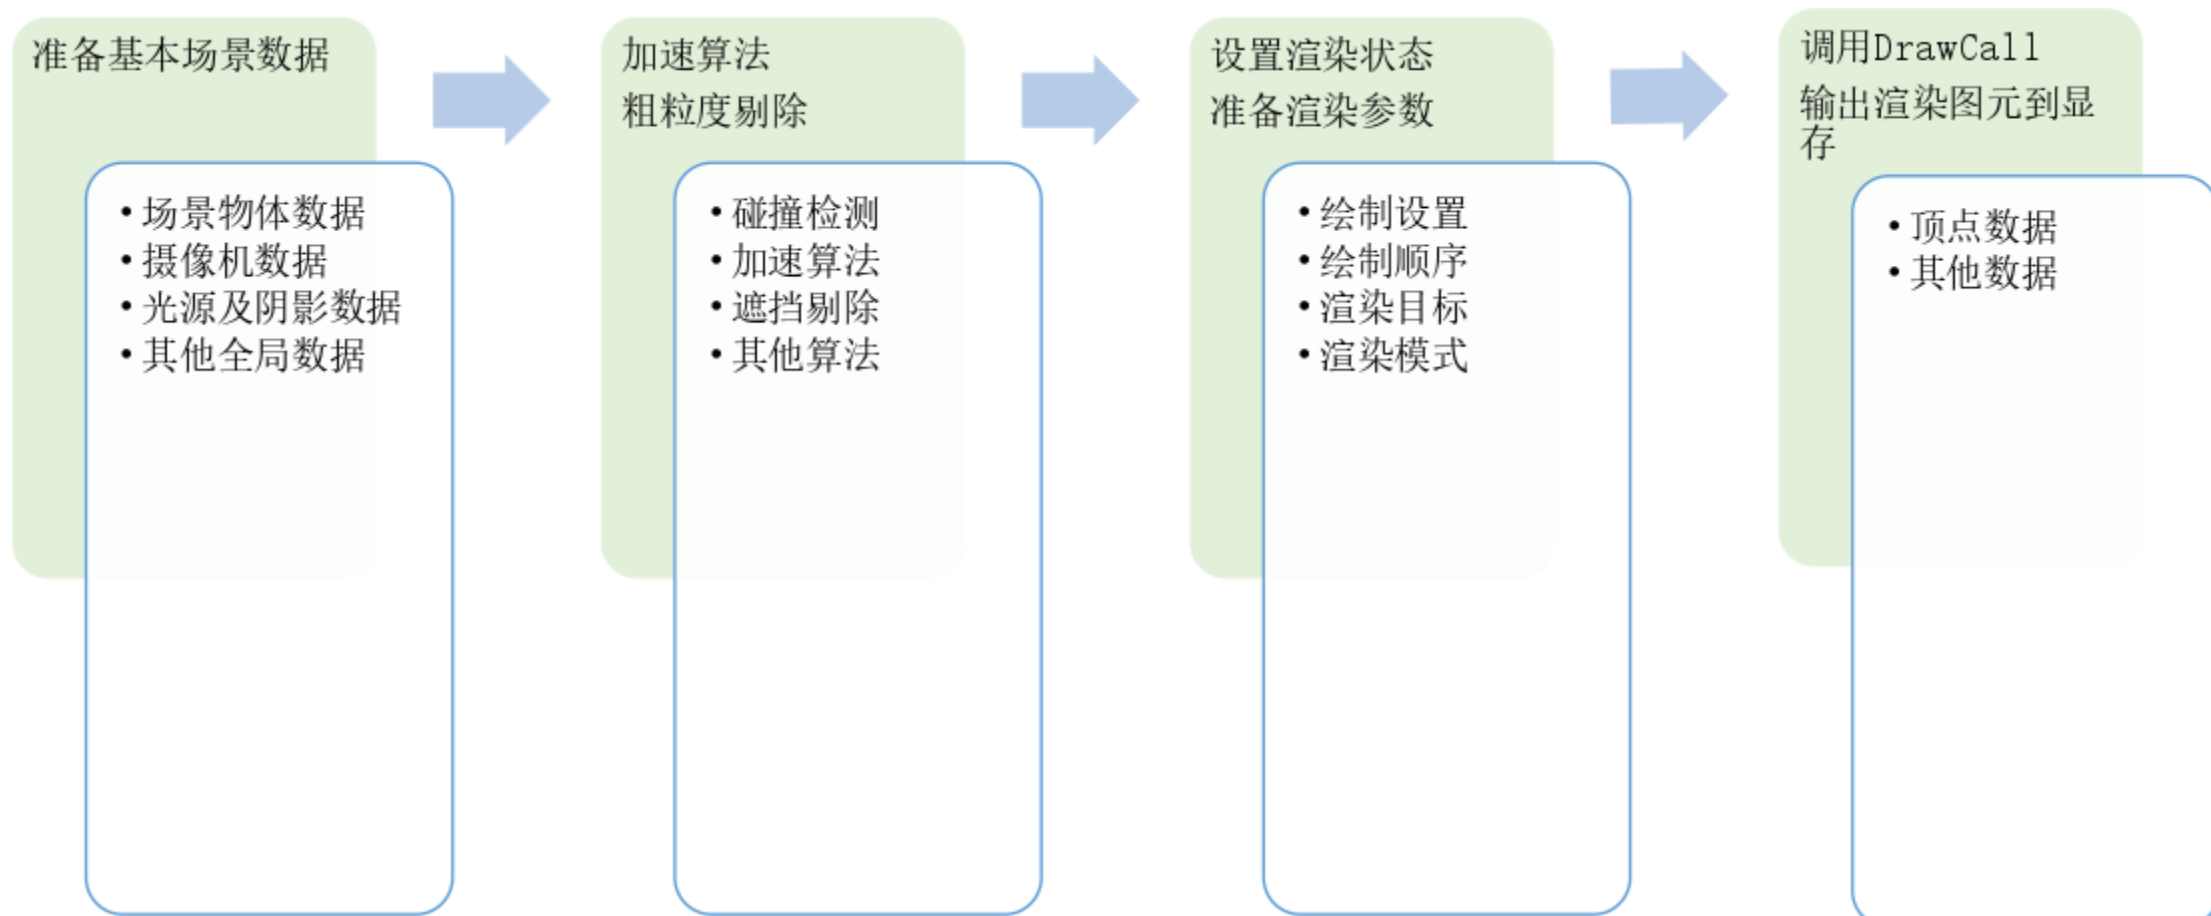 准备基本场景数据
• 场景物体数据
• 摄像机数据
• 光源及阴影数据
• 其他全局数据
加速算法
粗粒度剔除
• 碰撞检测
• 加速算法
• 遮挡剔除
• 其他算法
设置渲染状态
准备渲染参数
• 绘制设置
• 绘制顺序
• 渲染目标
• 渲染模式
调用DrawCall
输出渲染图元到显
存
• 顶点数据
• 其他数据